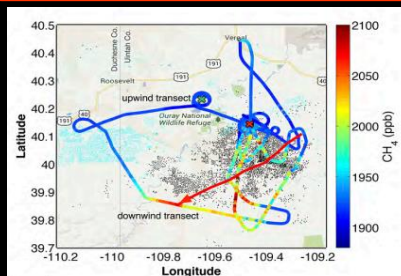 40.5
40.4
40.3
40.2
40.1
40
39.9
39.8
39.7
Latitude
-110.2
-110
-109.8
-109.6
-109.4
-109.2
Longitude
Duchesne Co.
Uintah Co.
Vernal
Roosevelt
191
40
191
191
upwind transect
Ouray National
Wildlife Refuge
downwind transect
2100
2050
2000
1950
1900
CH4 (ppb)